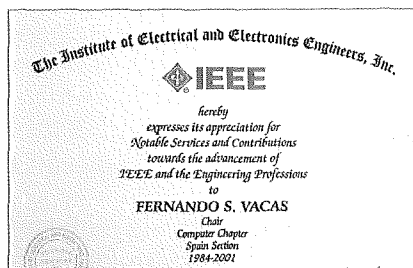 The Institute of Electrical and Electronics Engineers, Inc.
IEEE
hereby
expresses its appreciation for
Notable Services and Contributions
towards the advancement of
IEEE and the Engineering Professions
to
FERNANDO S. VACAS
Chair
Computer Chapter
Spain Section
1984-2001